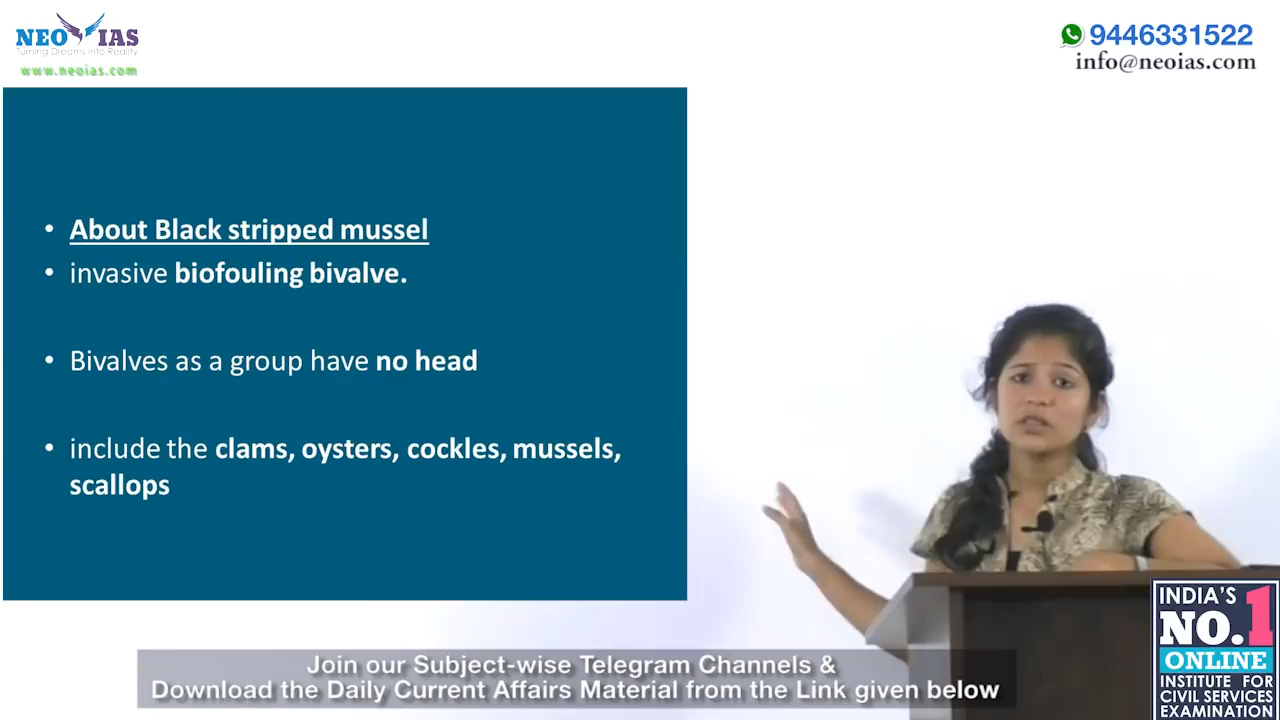 NEO IAS
Turning Dreams Into Reality
www.neoias.com
9446331522
info@neoias.com
• About Black stripped mussel
• invasive biofouling bivalve.
• Bivalves as a group have no head
• include the clams, oysters, cockles, mussels,
scallops
INDIA'S
NO.1
ONLINE
INSTITUTE FOR
CIVIL SERVICES
EXAMINATION
Join our Subject-wise Telegram Channels &
Download the Daily Current Affairs Material from the Link given below